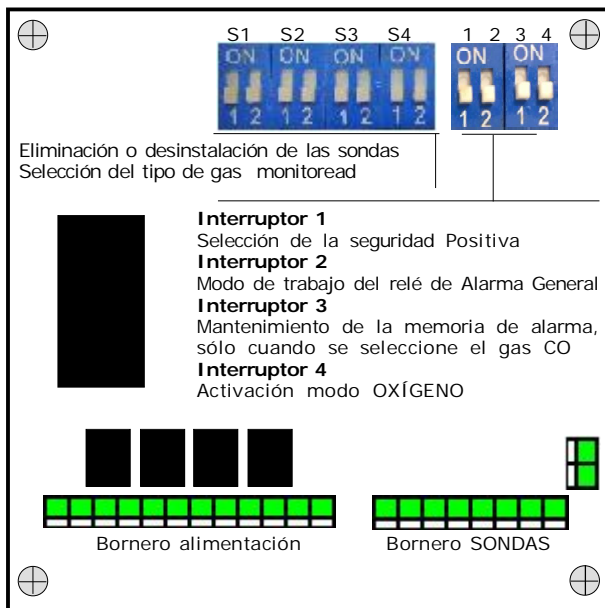 S1 S2 S3 S4 1 2 3 4
ON ON ON ON ON ON
1 2 1 2 1 2 1 2 1 2 1 2
Eliminación o desinstalación de las sondas
Selección del tipo de gas monitoread
Interruptor 1
Selección de la seguridad Positiva
Interruptor 2
Modo de trabajo del relé de Alarma General
Interruptor 3
Mantenimiento de la memoria de alarma,
sólo cuando se seleccione el gas CO
Interruptor 4
Activación modo OXÍGENO
Bornero alimentación Bornero SONDAS